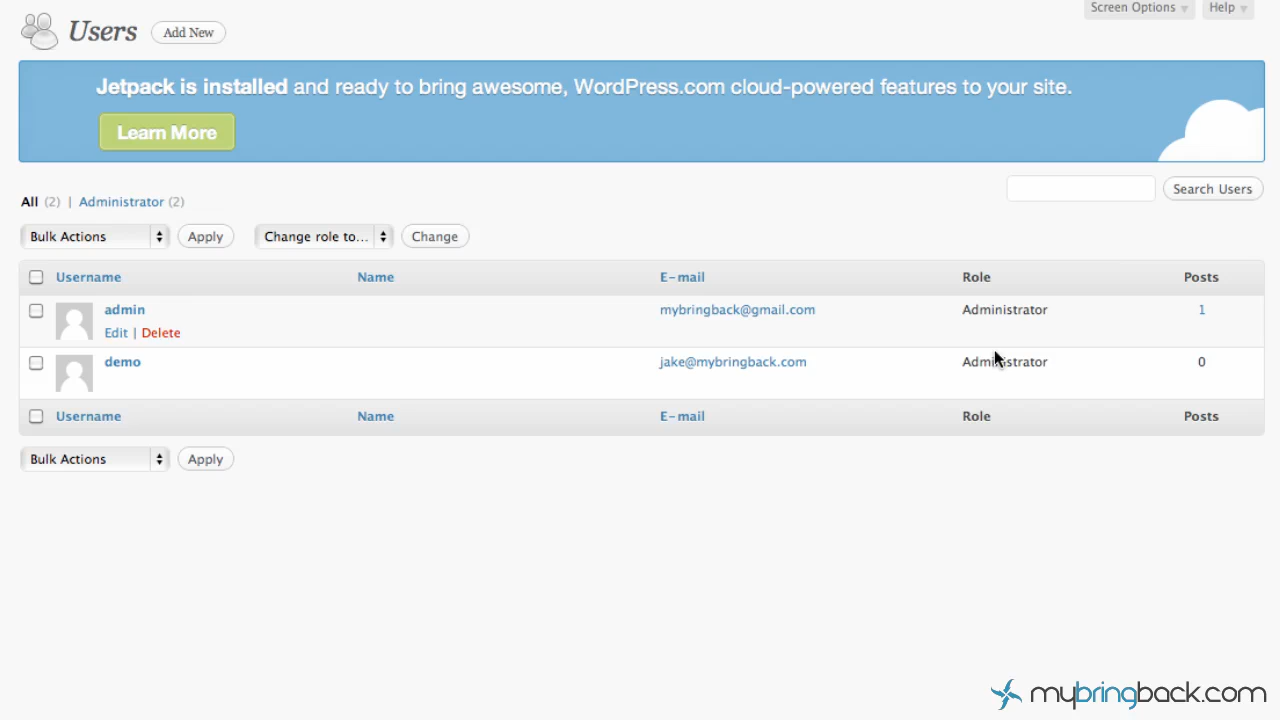 Screen Options Help
Users Add New
Jetpack is installed and ready to bring awesome, WordPress.com cloud-powered features to your site.
Learn More
Search Users
All (2) | Administrator (2)
Bulk Actions Apply Change role to... Change
Username Name E-mail Role Posts
admin mybringback@gmail.com Administrator 1
Edit | Delete
demo jake@mybringback.com Administrator 0
Username Name E-mail Role Posts
Bulk Actions Apply
mybringback.com